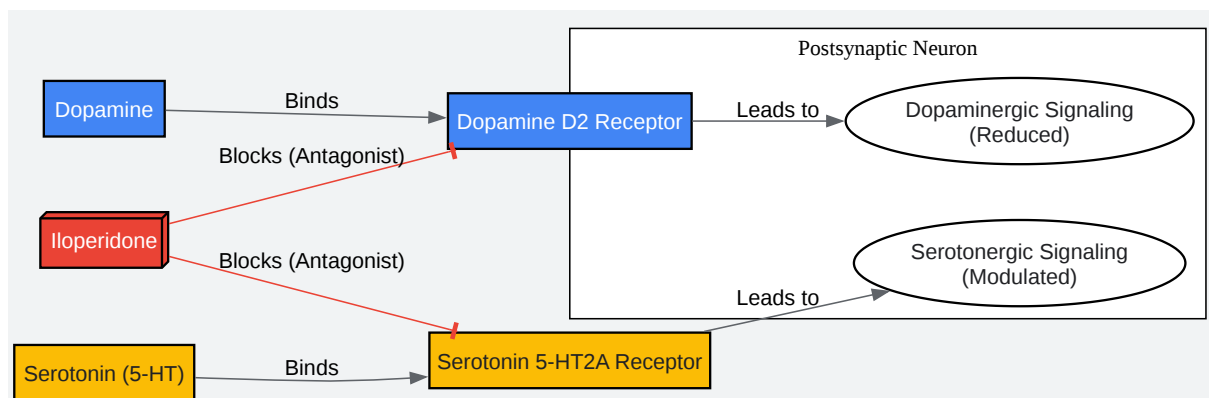 Postsynaptic Neuron
Dopamine
Binds
Dopamine D2 Receptor
Leads to
Dopaminergic Signaling
(Reduced)
Blocks (Antagonist)
Iloperidone
Blocks (Antagonist)
Serotonergic Signaling
(Modulated)
Leads to
Serotonin (5-HT)
Binds
Serotonin 5-HT2A Receptor